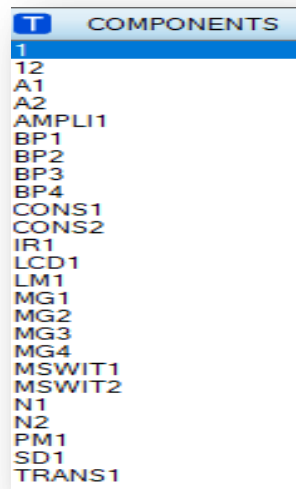 T COMPONENTS
1
12
A1
A2
AMPLI1
BP1
BP2
BP3
BP4
CONS1
CONS2
IR1
LCD1
LM1
MG1
MG2
MG3
MG4
MSWIT1
MSWIT2
N1
N2
PM1
SD1
TRANS1